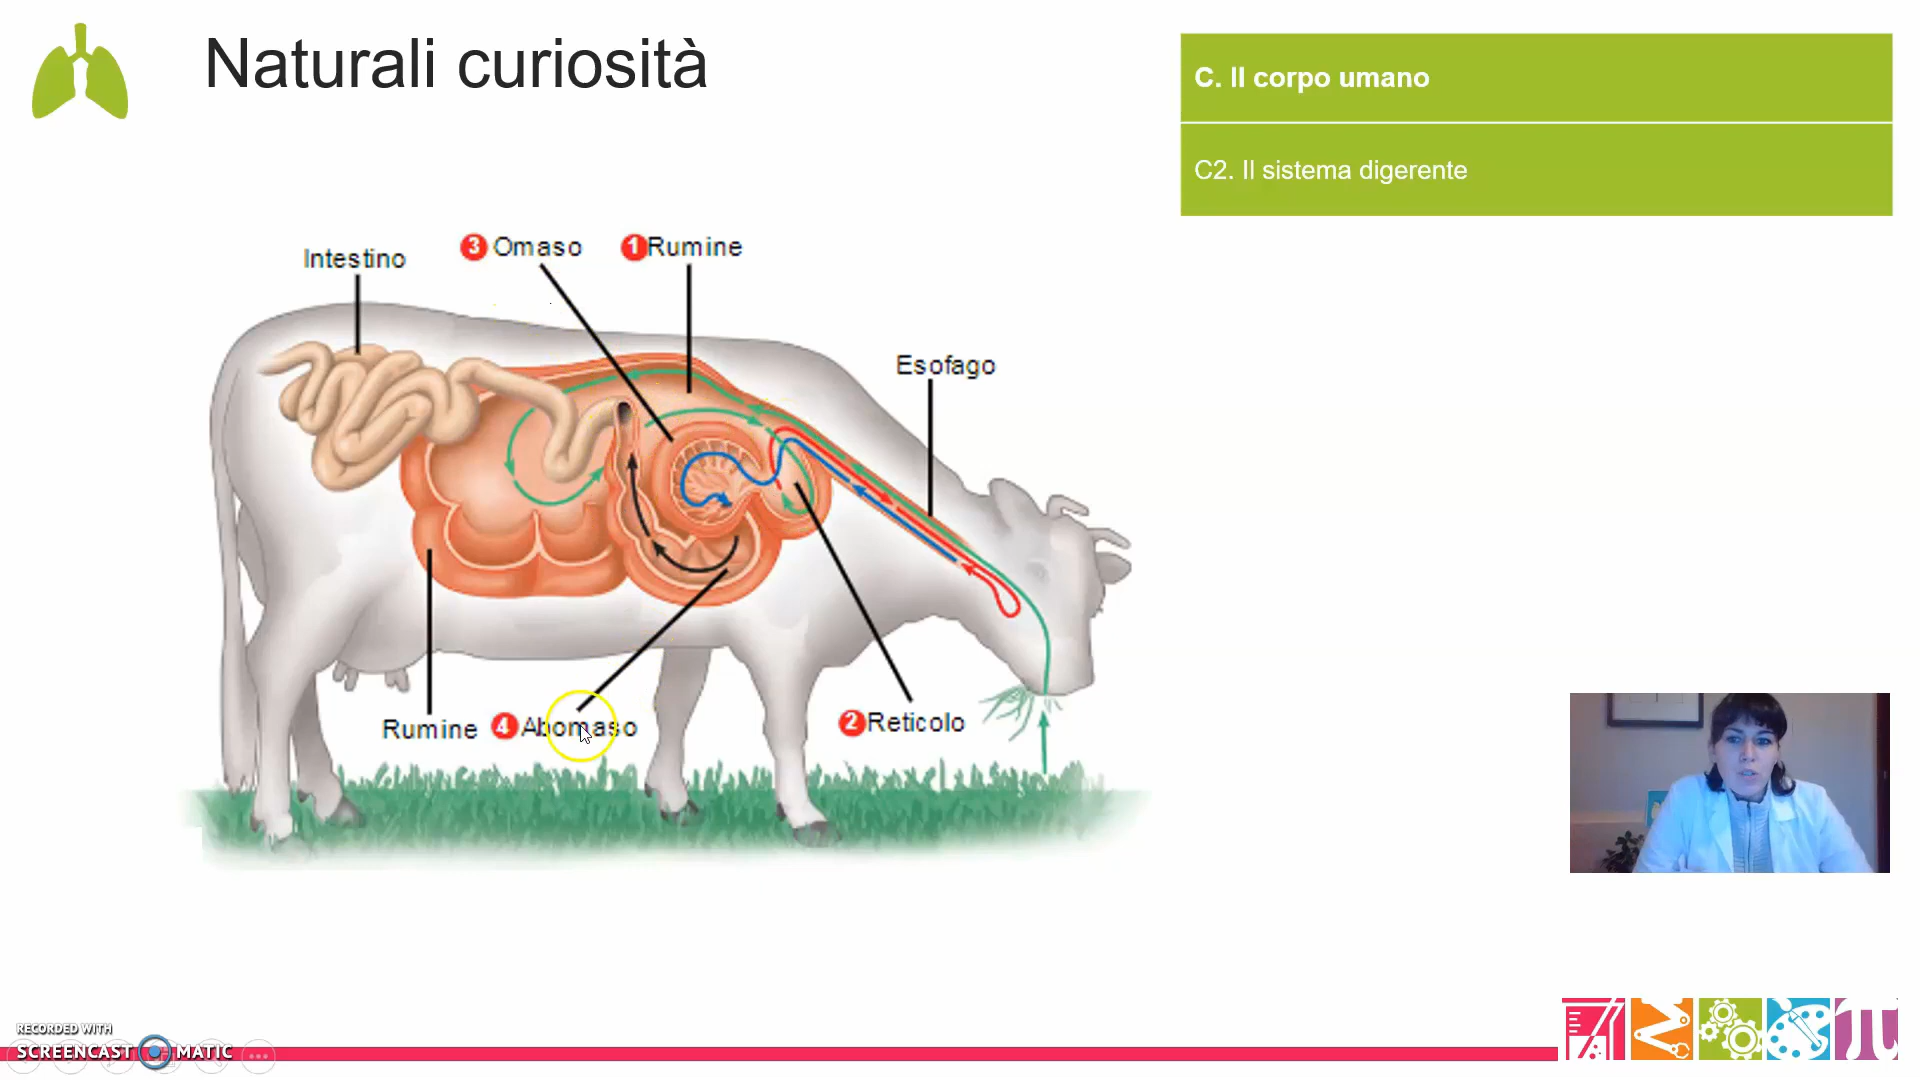 Naturali curiosità
C. Il corpo umano
C2. Il sistema digerente
Intestino
3 Omaso
1 Rumine
Esofago
Rumine
4 Abomaso
2 Reticolo
RECORDED WITH
SCREENCAST MATIC